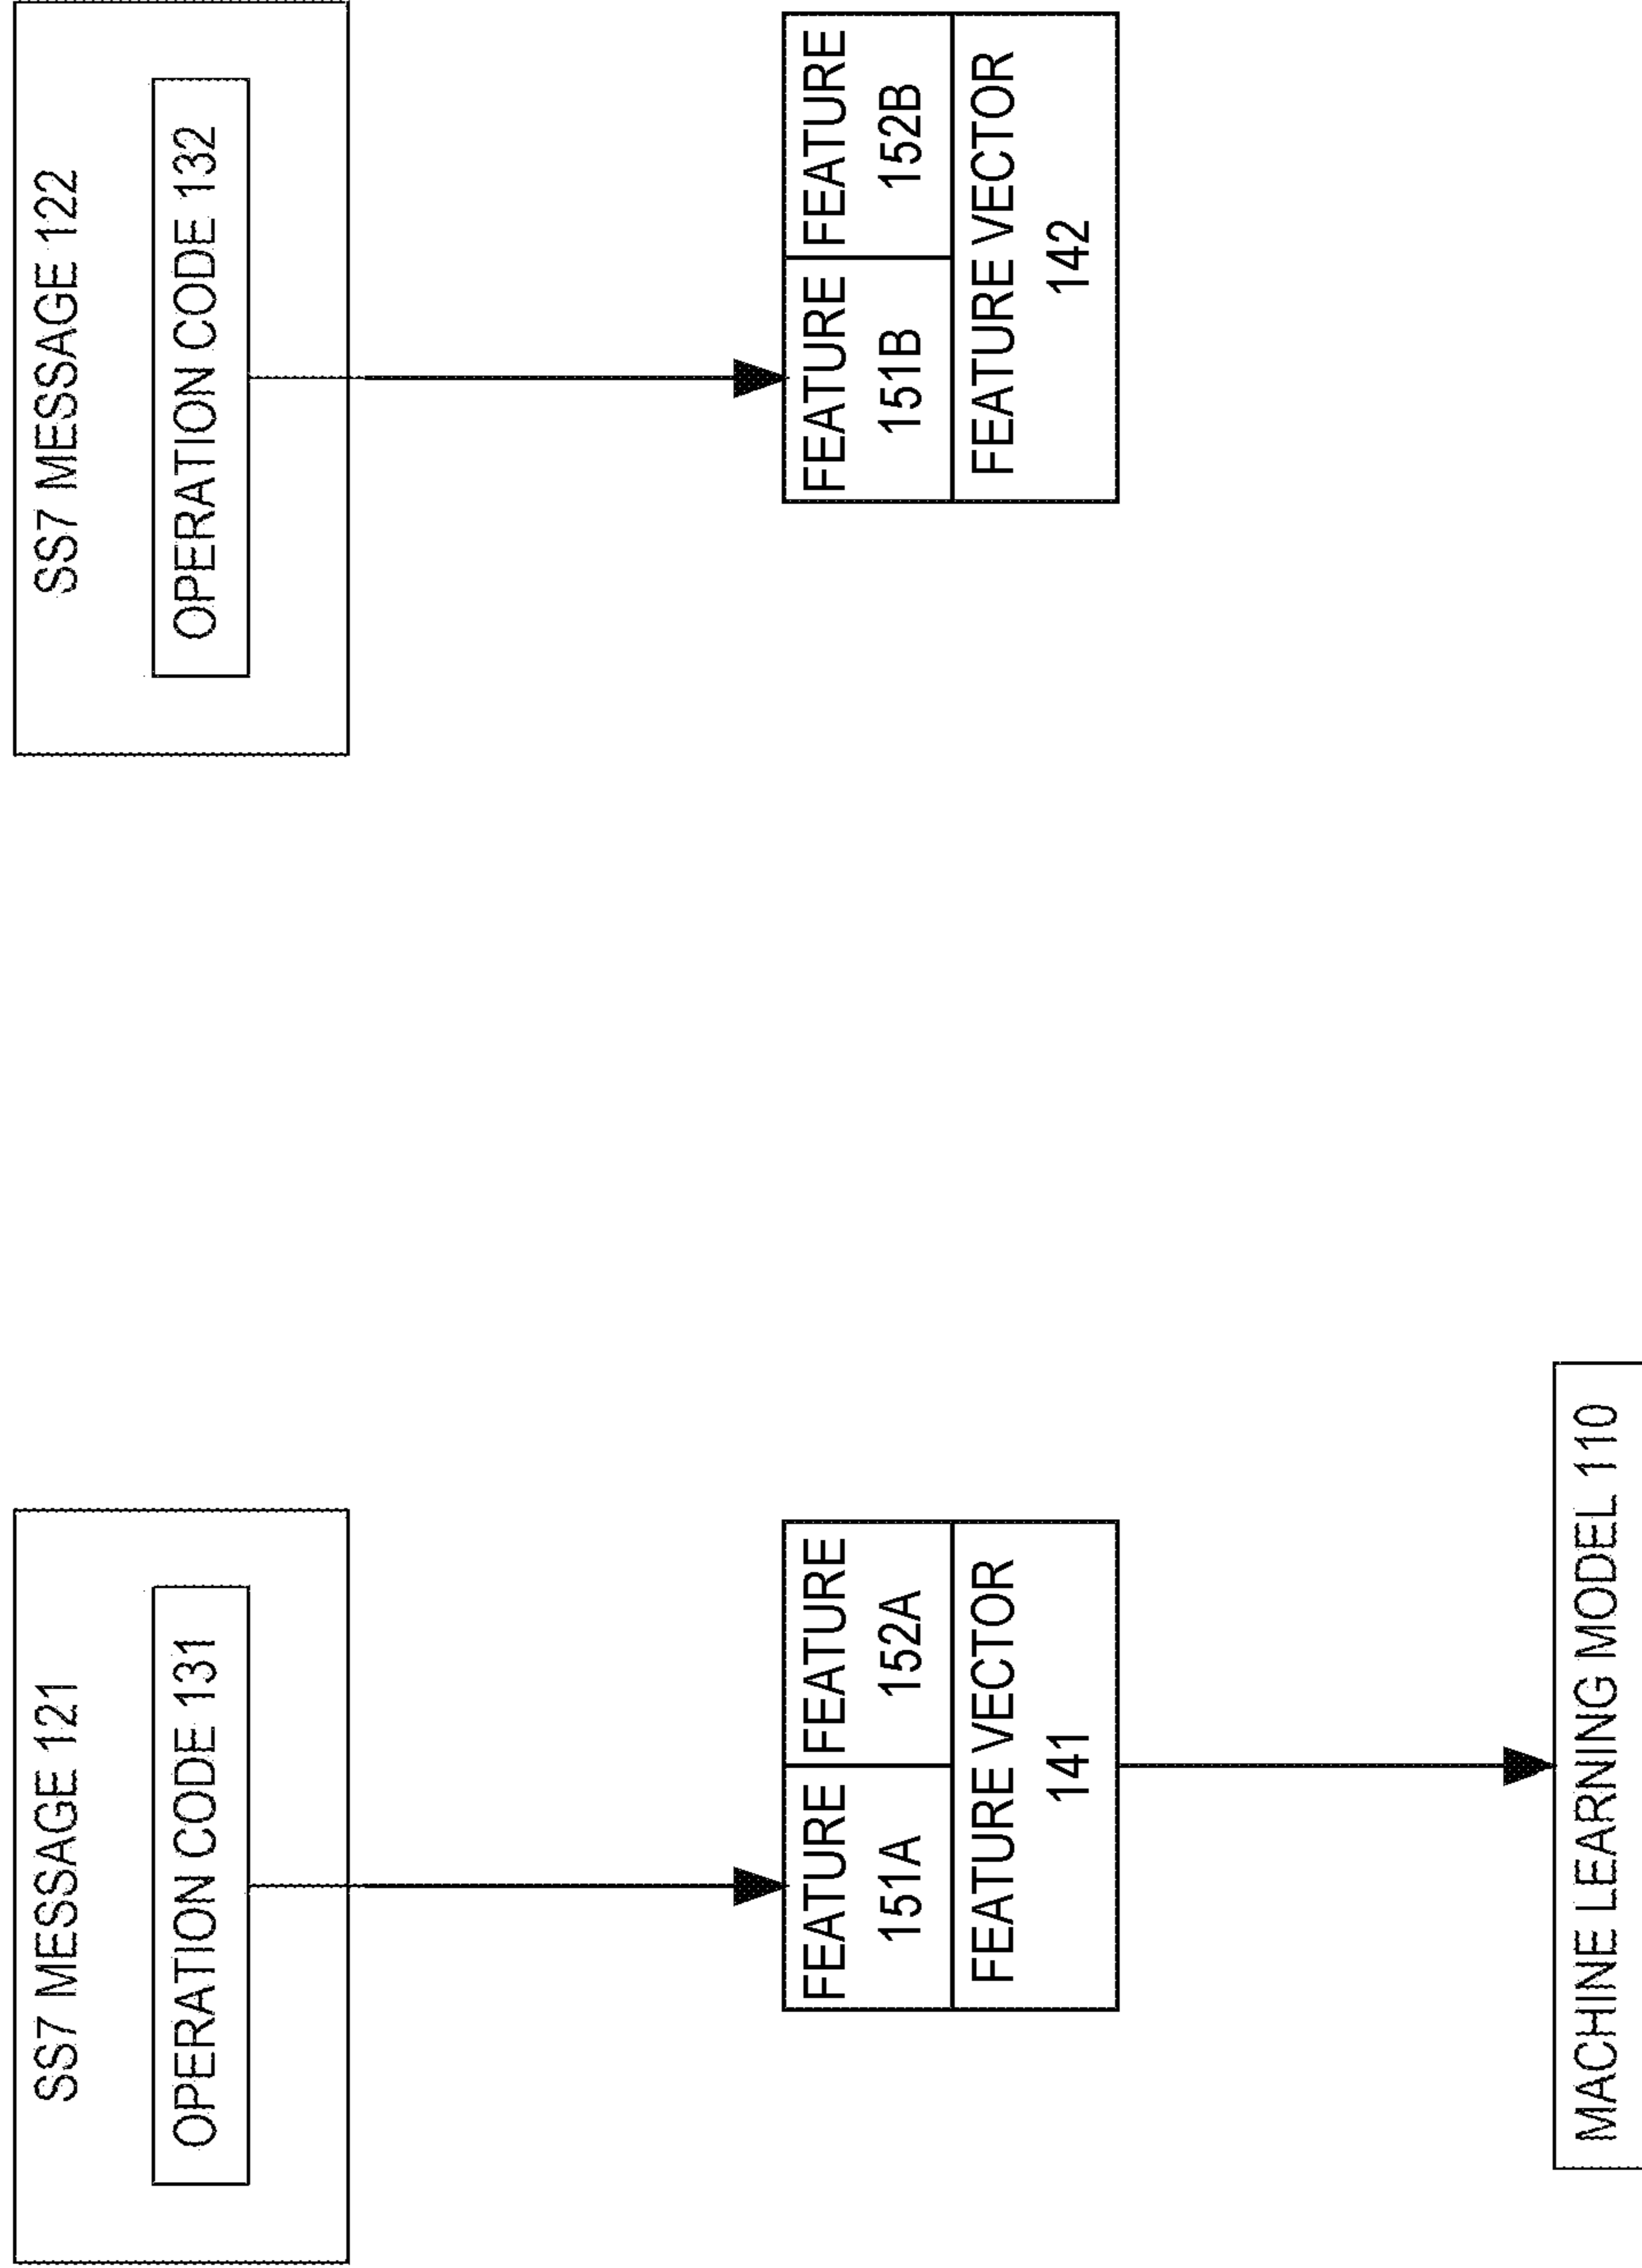 SS7 MESSAGE 121
OPERATION CODE 131
FEATURE
151A
FEATURE
152A
FEATURE VECTOR
141
MACHINE LEARNING MODEL 110
SS7 MESSAGE 122
OPERATION CODE 132
FEATURE
151B
FEATURE
152B
FEATURE VECTOR
142